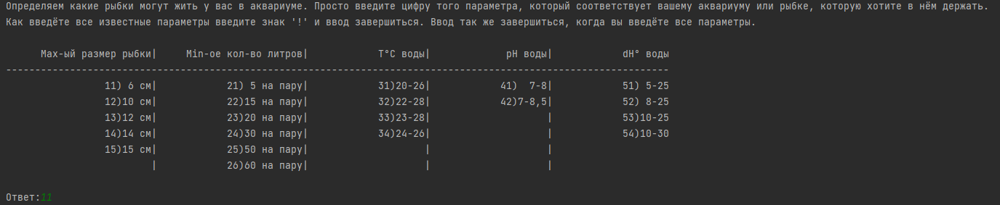 Определяем какие рыбки могут жить у вас в аквариуме. Просто введите цифру того параметра, который соответствует вашему аквариуму или рыбке, которую хотите в нём держать.
Как введёте все известные параметры введите знак '!' и ввод завершиться. Ввод так же завершиться, когда вы введёте все параметры.
Max-ый размер рыбки| Min-ое кол-во литров| T°C воды| pH воды| dH° воды
------------------------------------------------------------------------------------------------------------------
11) 6 см| 21) 5 на пару| 31)20-26| 41)  7-8| 51) 5-25
12)10 см| 22)15 на пару| 32)22-28| 42)7-8,5| 52) 8-25
13)12 см| 23)20 на пару| 33)23-28| | 53)10-25
14)14 см| 24)30 на пару| 34)24-26| | 54)10-30
15)15 см| 25)50 на пару| | |
| 26)60 на пару| | |
Ответ:11